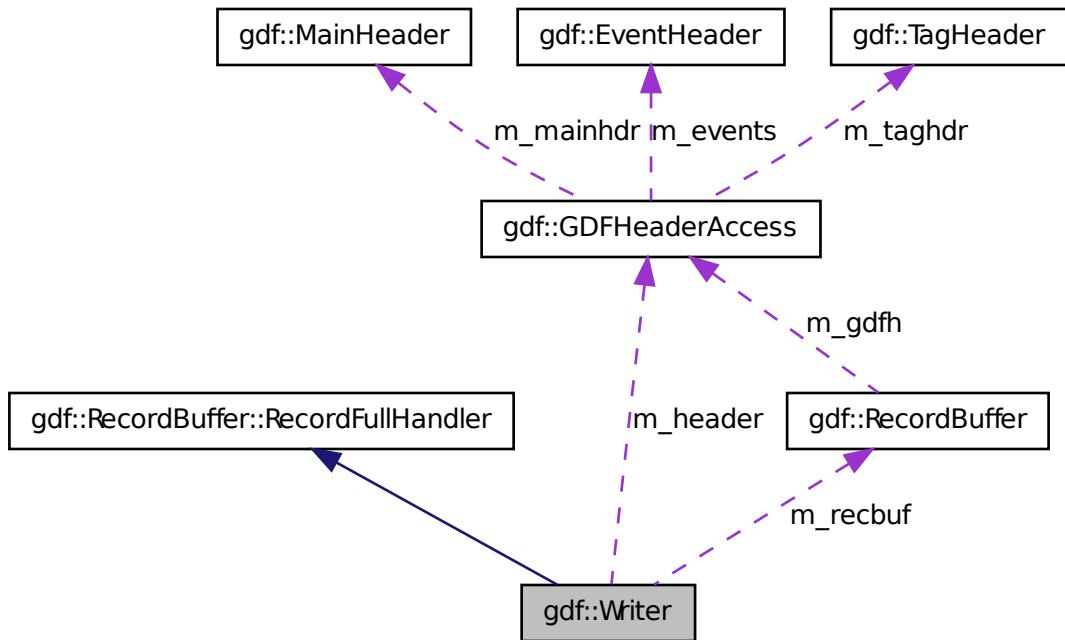 gdf::MainHeader
gdf::EventHeader
gdf::TagHeader
m_mainhdr
m_events
m_taghdr
gdf::GDFHeaderAccess
m_gdfh
gdf::RecordBuffer::RecordFullHandler
m_header
gdf::RecordBuffer
m_recbuf
gdf::Writer